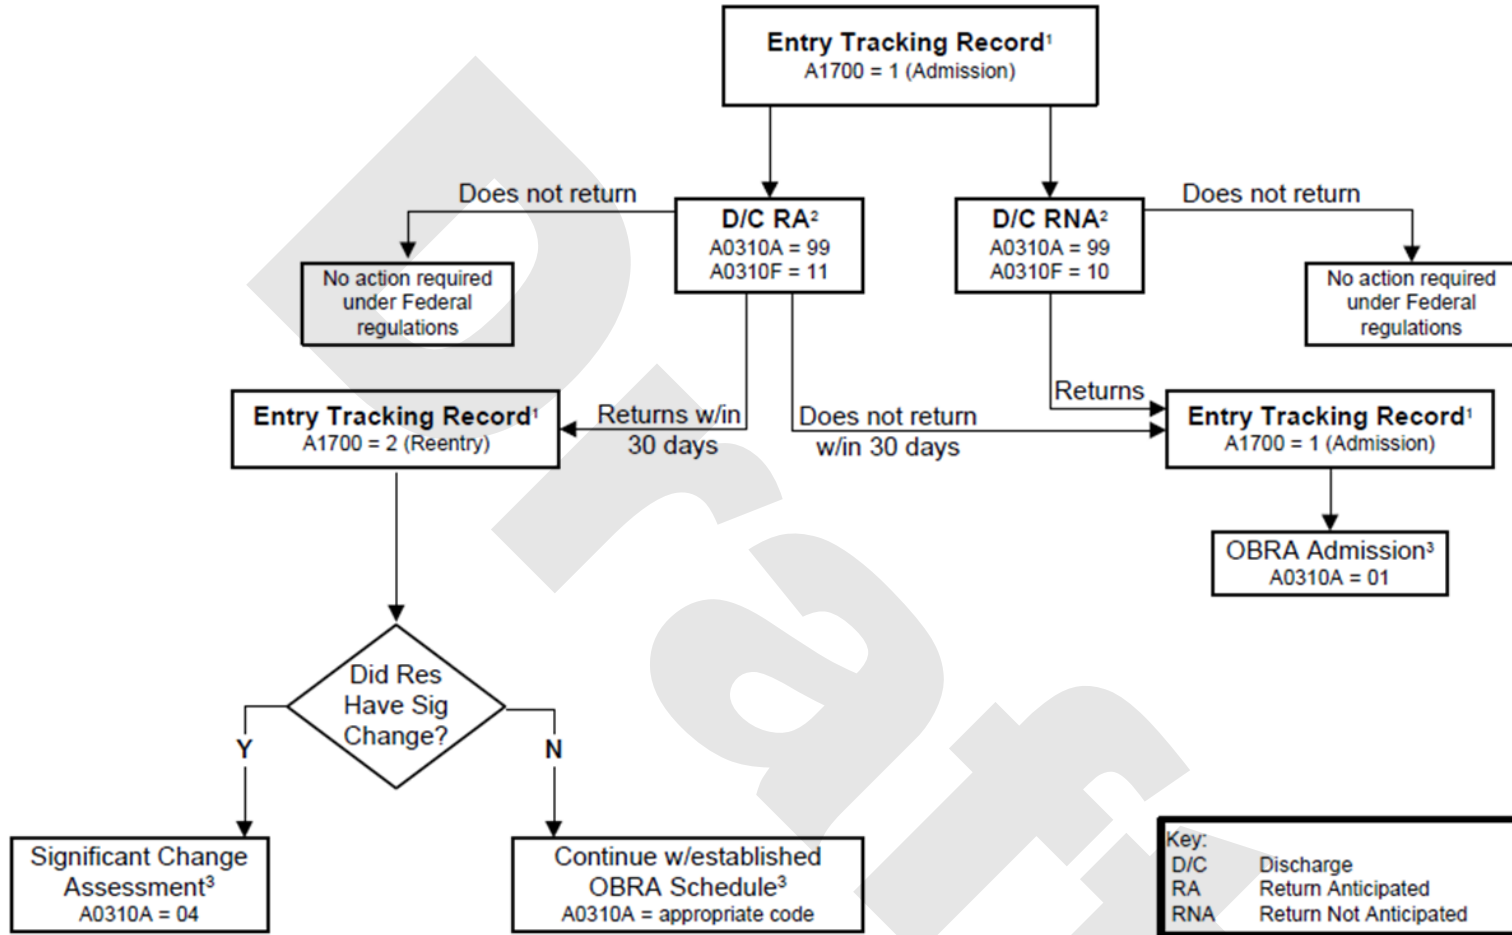 Entry Tracking Record¹
A1700 = 1 (Admission)
Does not return
D/C RA²
A0310A = 99
A0310F = 11
D/C RNA²
A0310A = 99
A0310F = 10
Does not return
No action required
under Federal
regulations
No action required
under Federal
regulations
Entry Tracking Record¹
A1700 = 2 (Reentry)
Returns w/in
30 days
Does not return
w/in 30 days
Returns
Entry Tracking Record¹
A1700 = 1 (Admission)
OBRA Admission³
A0310A = 01
Did Res
Have Sig
Change?
Y
N
Significant Change
Assessment³
A0310A = 04
Continue w/established
OBRA Schedule³
A0310A = appropriate code
Key:
D/C Discharge
RA Return Anticipated
RNA Return Not Anticipated
Draf